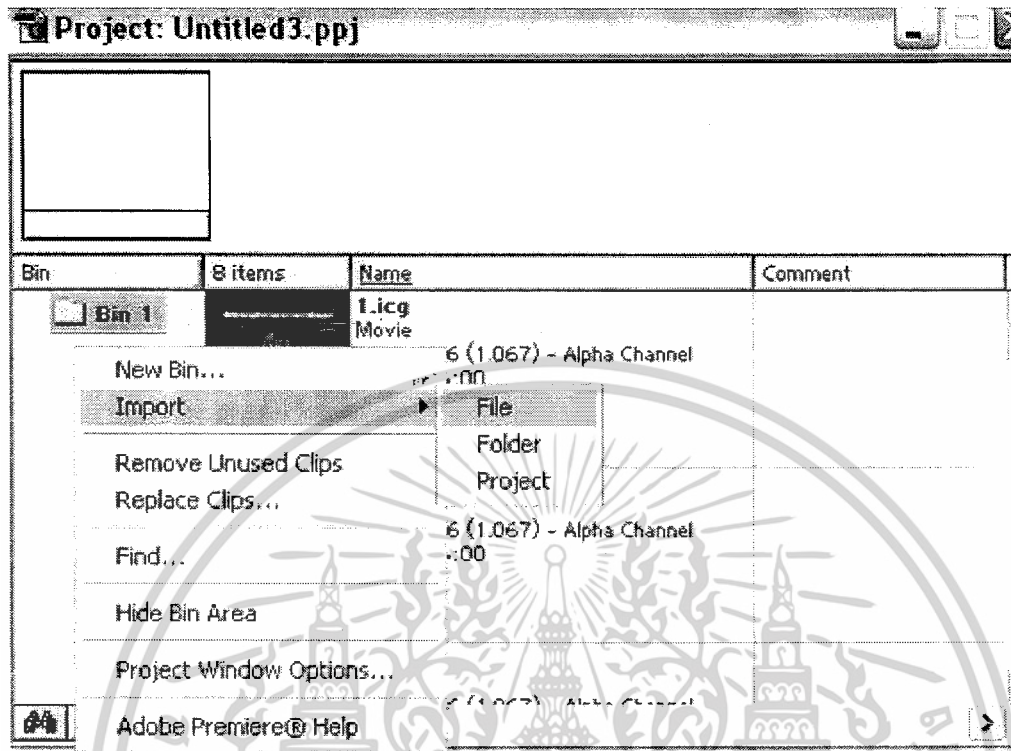 Project: Untitled3.ppj
Bin 8 items Name Comment
Bin 1
1.icg
Movie
6 (1.067) - Alpha Channel
:00
New Bin...
Import
File
Folder
Project
Remove Unused Clips
Replace Clips...
6 (1.067) - Alpha Channel
:00
Find...
Hide Bin Area
Project Window Options...
Adobe Premiere® Help